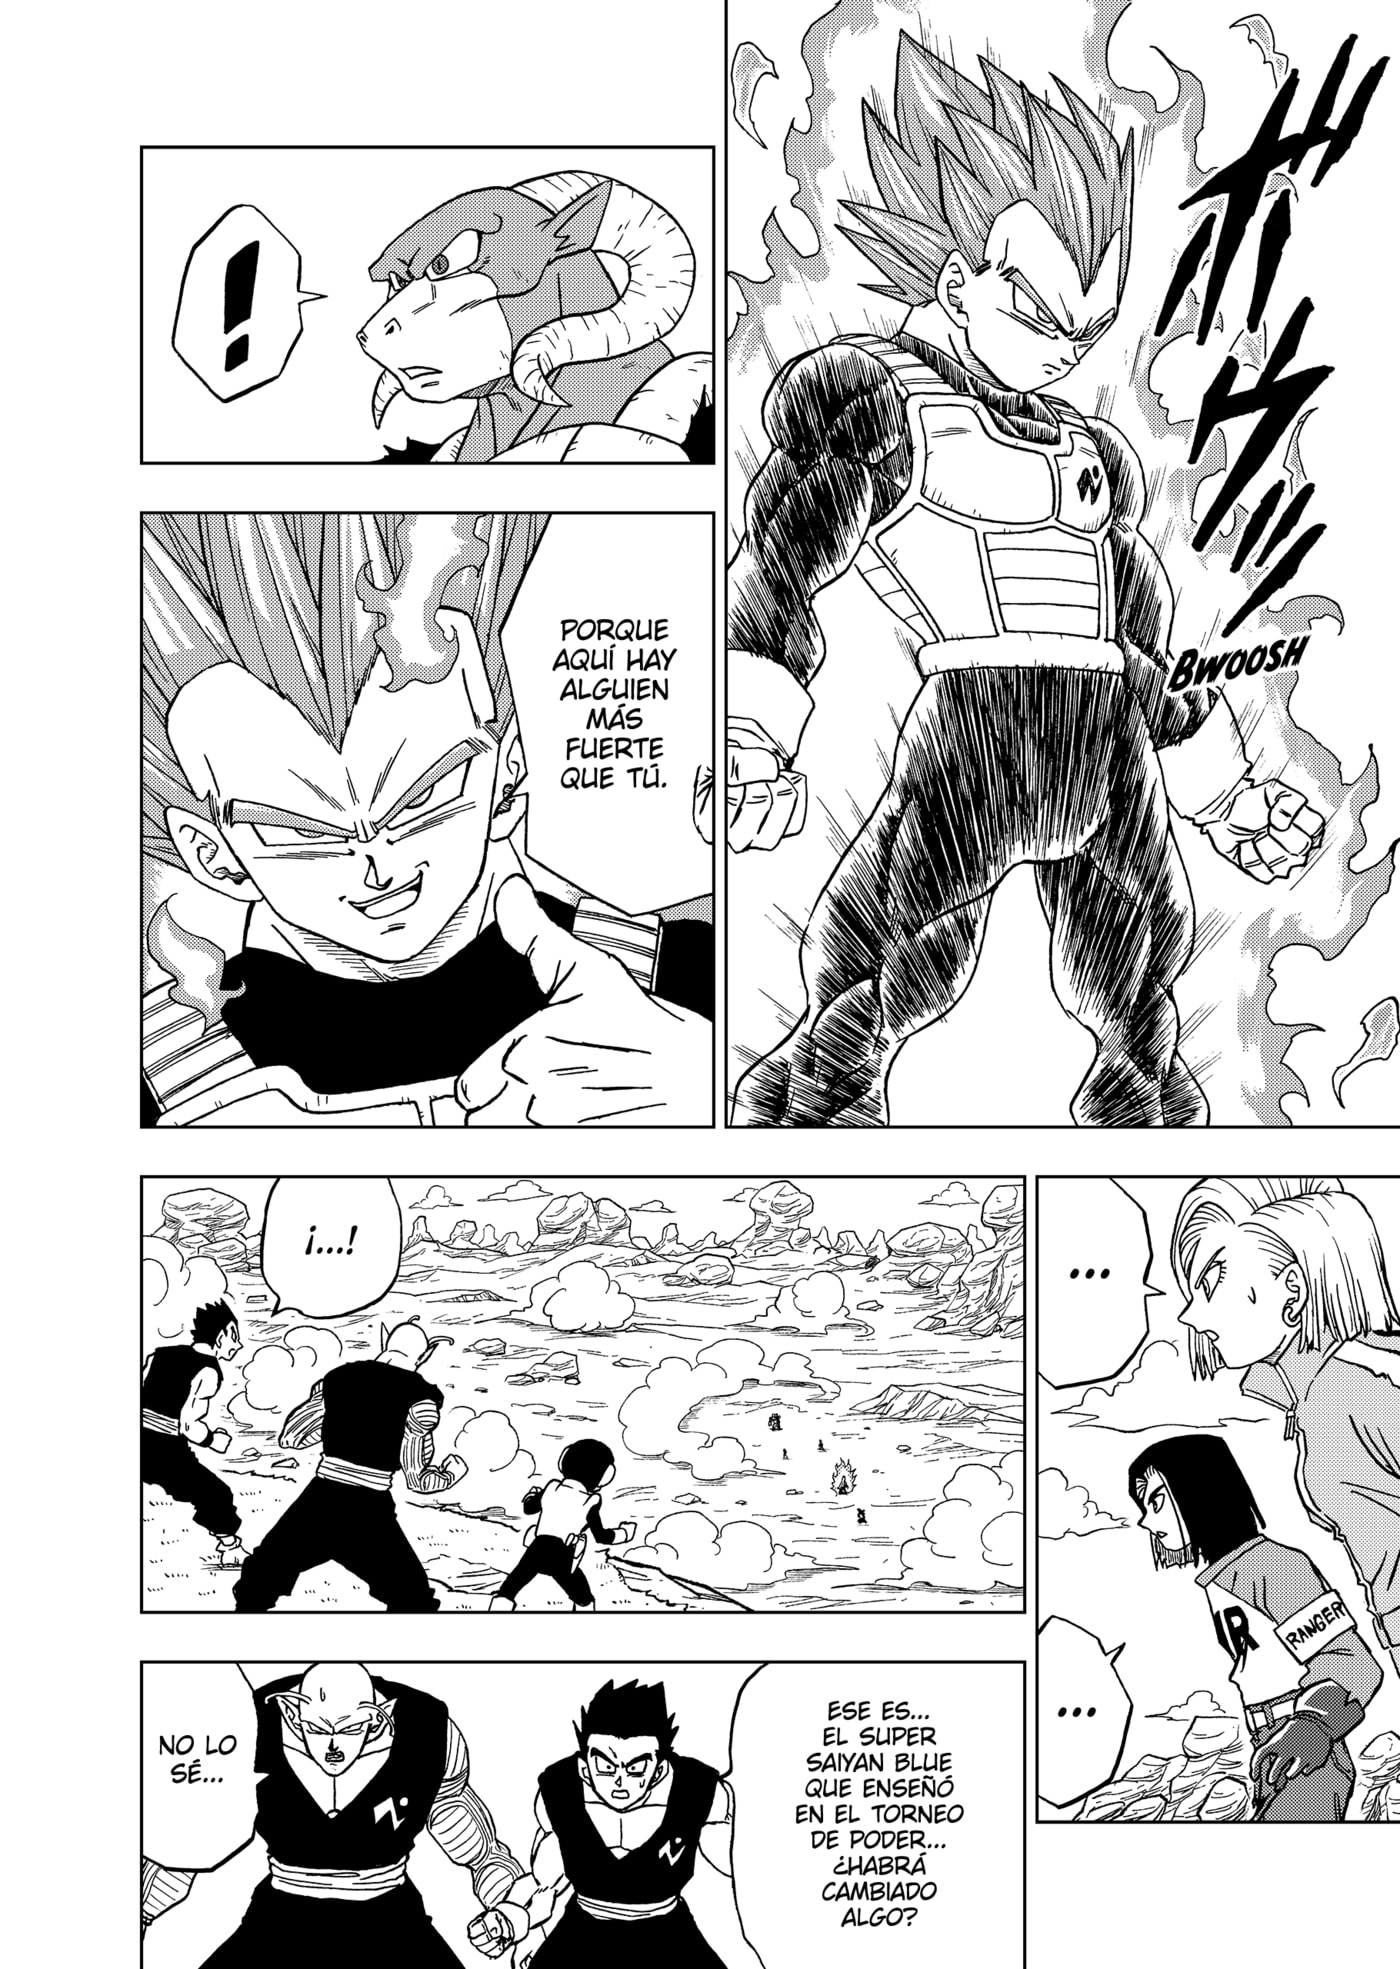 BWOOSH
!
PORQUE
AQUÍ HAY
ALGUIEN
MÁS
FUERTE
QUE TÚ.
...
RANGER
...
¡...!
ESE ES...
EL SUPER
SAIYAN BLUE
QUE ENSEÑÓ
EN EL TORNEO
DE PODER...
¿HABRÁ
CAMBIADO
ALGO?
NO LO
SÉ...